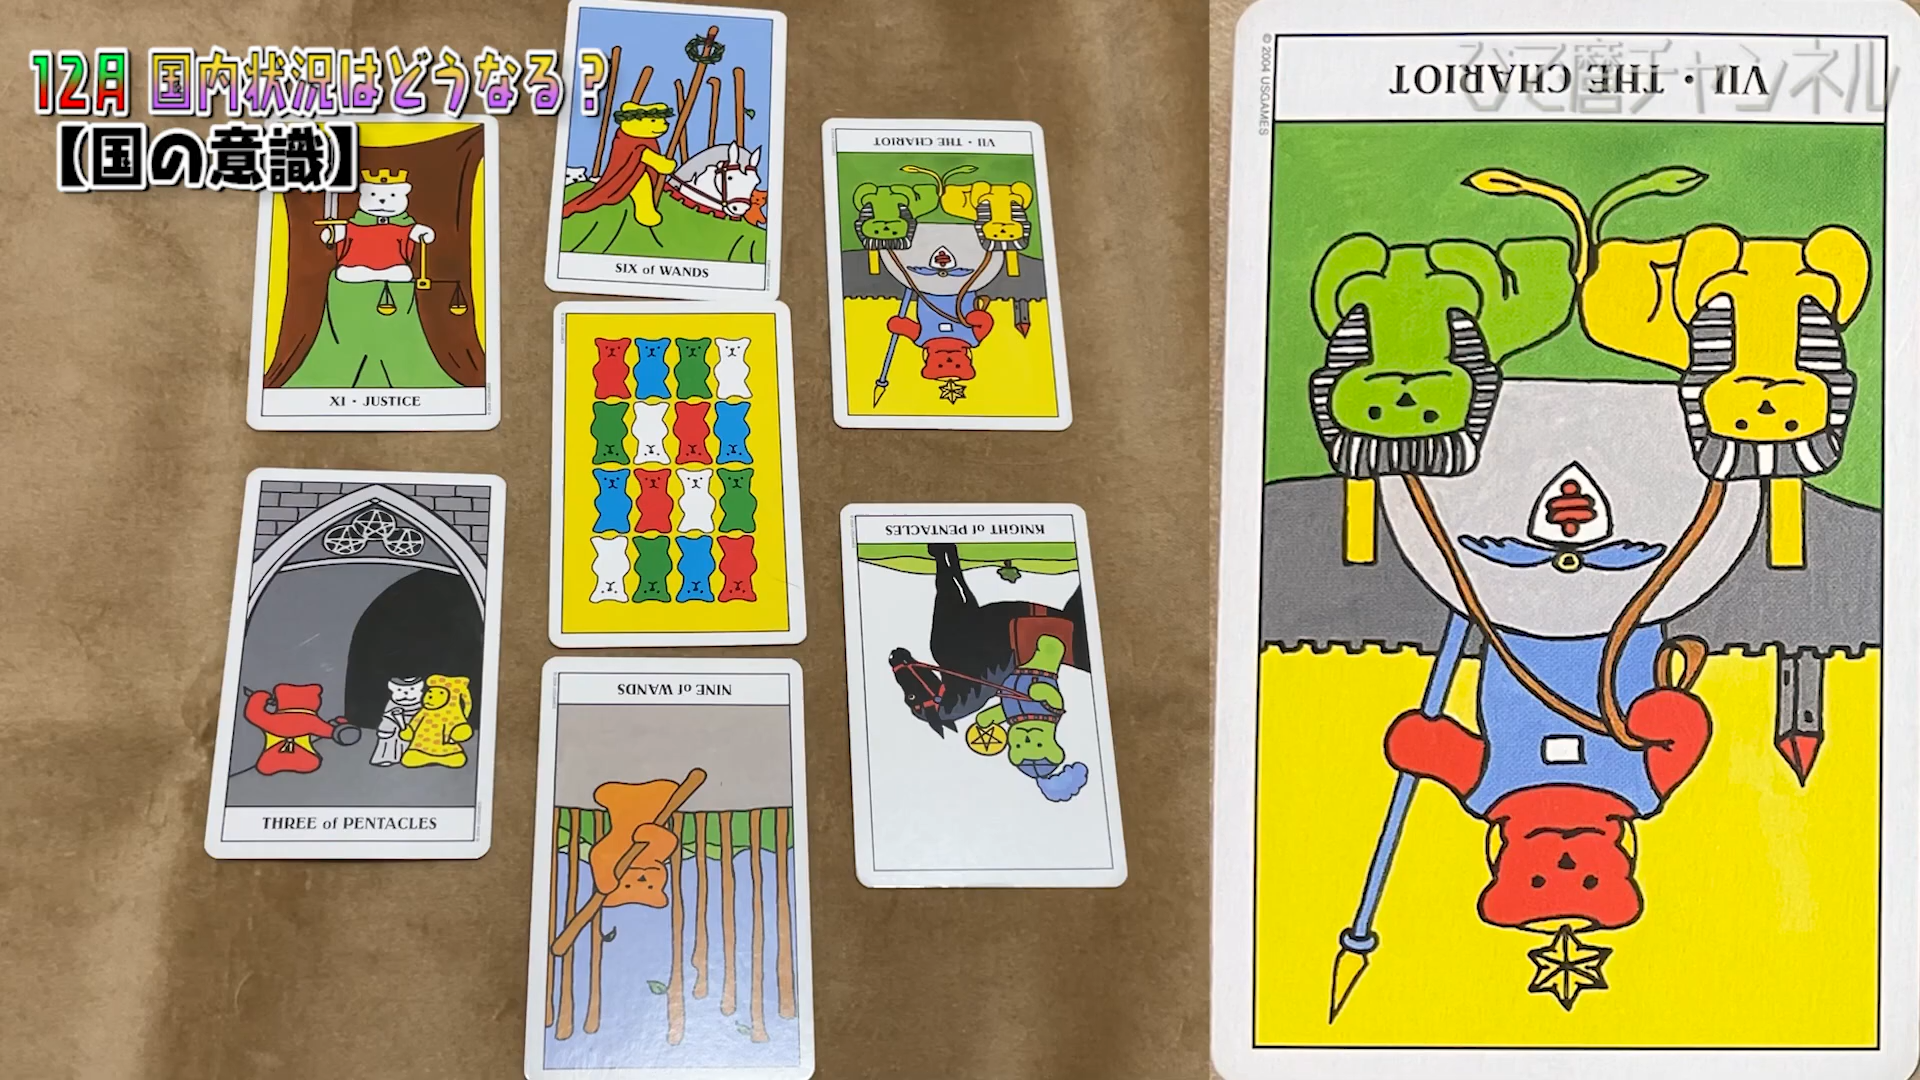 12月 国内状況はどうなる？
【国の意識】
ひで麿チャンネル
SIX of WANDS
VII • THE CHARIOT
XI • JUSTICE
KNIGHT of PENTACLES
NINE of WANDS
THREE of PENTACLES
VII • THE CHARIOT
© 2004 USGAMES